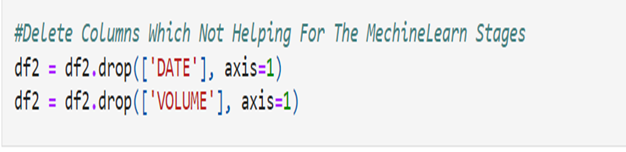 #Delete Columns Which Not Helping For The MechineLearn Stages
df2 = df2.drop(['DATE'], axis=1)
df2 = df2.drop(['VOLUME'], axis=1)